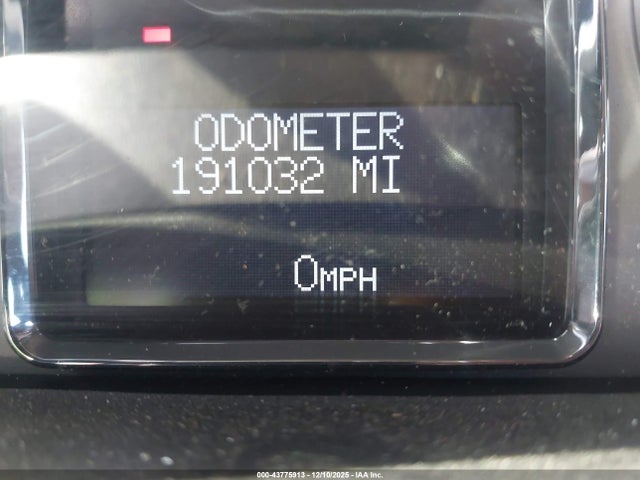 ODOMETER
191032 MI
0MPH
000-43775913 - 12/10/2025 - IAA Inc.